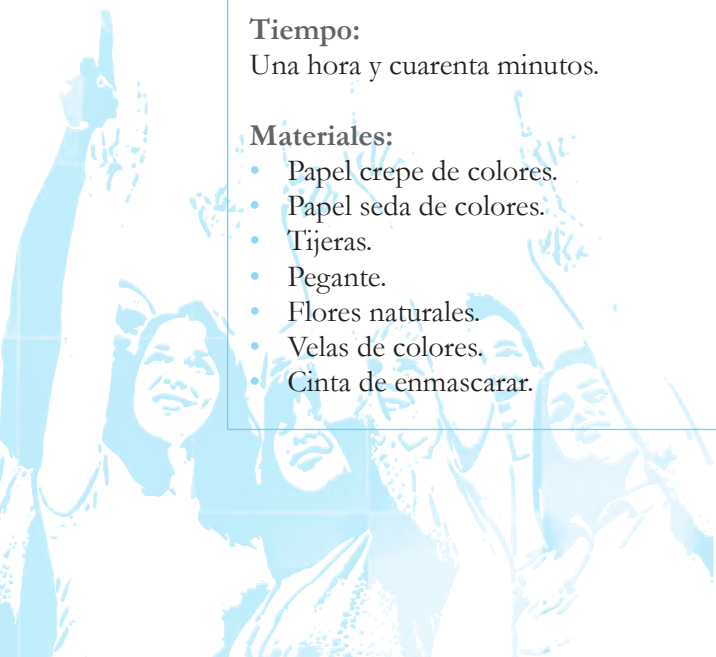 Tiempo:
Una hora y cuarenta minutos.
Materiales:
• Papel crepe de colores.
• Papel seda de colores.
• Tijeras.
• Pegante.
• Flores naturales.
• Velas de colores.
• Cinta de enmascarar.